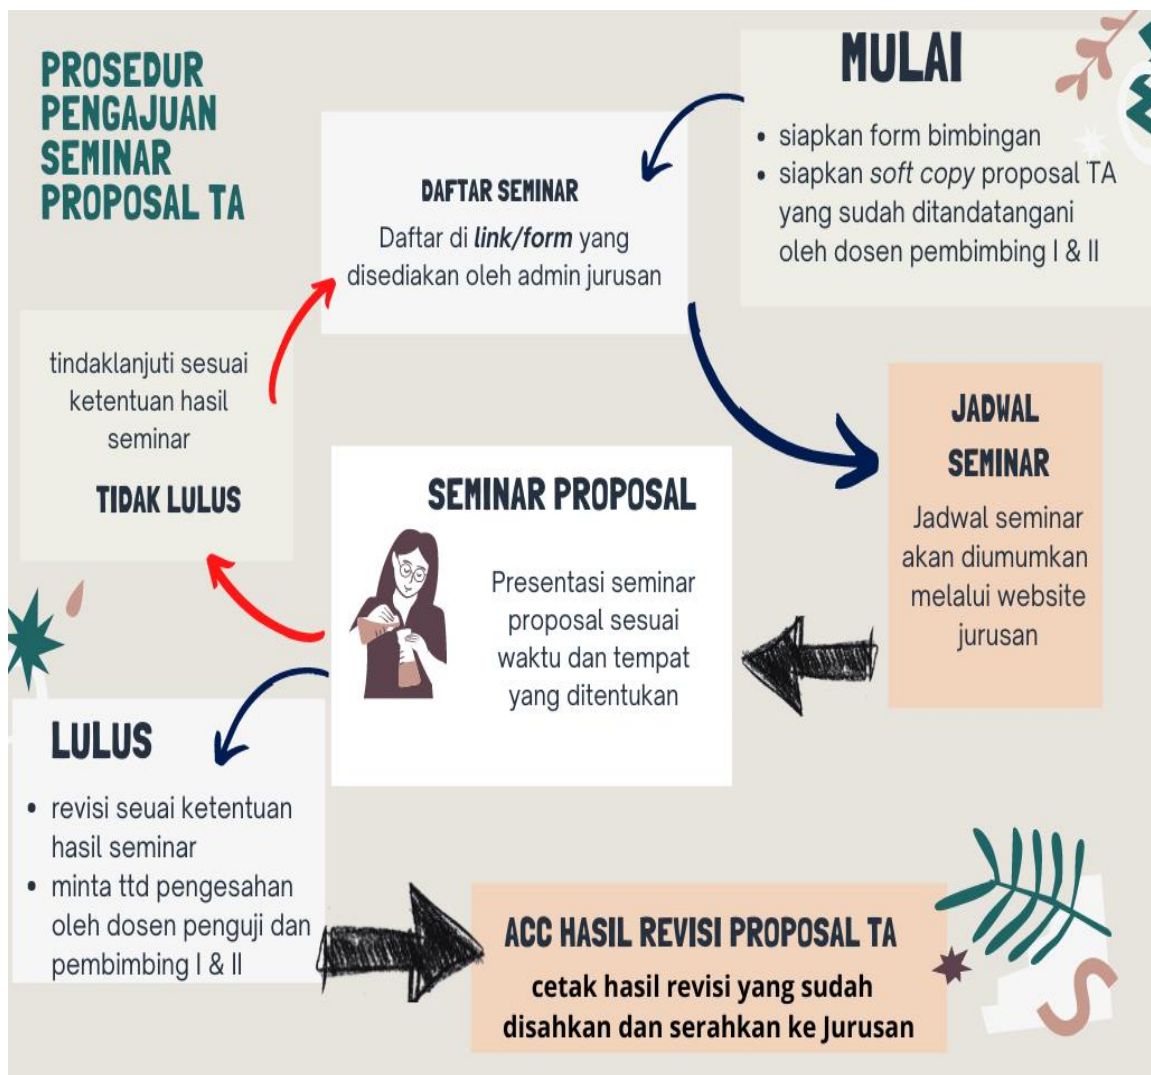 PROSEDUR
PENGAJUAN
SEMINAR
PROPOSAL TA
MULAI
• siapkan form bimbingan
• siapkan soft copy proposal TA
yang sudah ditandatangani
oleh dosen pembimbing I & II
DAFTAR SEMINAR
Daftar di link/form yang
disediakan oleh admin jurusan
JADWAL
SEMINAR
Jadwal seminar
akan diumumkan
melalui website
jurusan
SEMINAR PROPOSAL
Presentasi seminar
proposal sesuai
waktu dan tempat
yang ditentukan
tindaklanjuti sesuai
ketentuan hasil
seminar
TIDAK LULUS
LULUS
• revisi seuai ketentuan
hasil seminar
• minta ttd pengesahan
oleh dosen penguji dan
pembimbing I & II
ACC HASIL REVISI PROPOSAL TA
cetak hasil revisi yang sudah
disahkan dan serahkan ke Jurusan